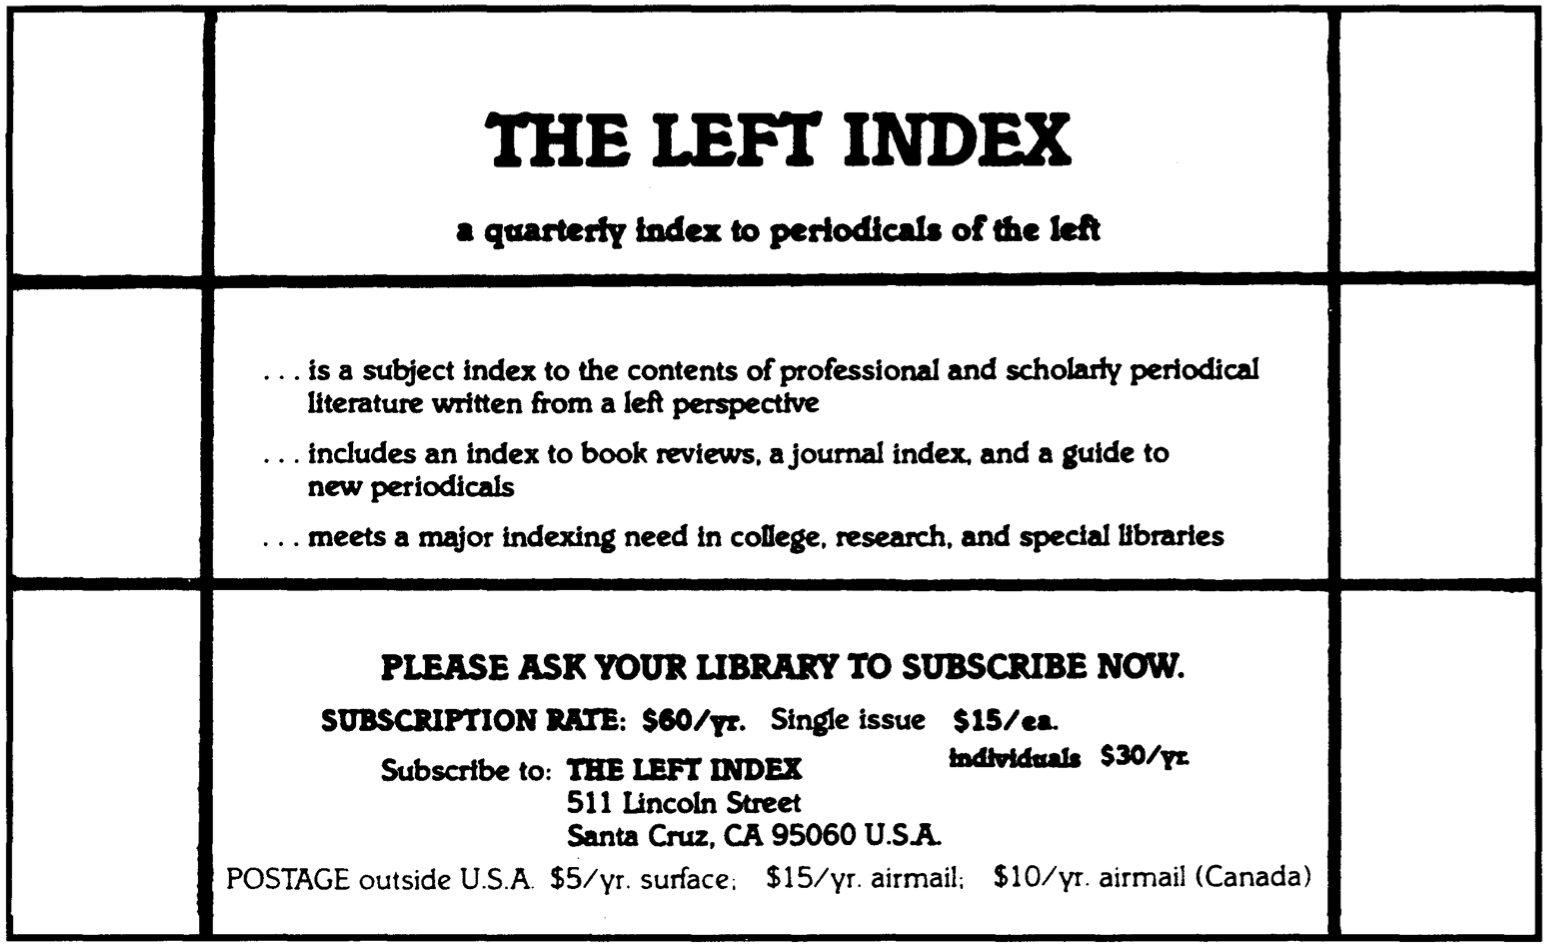 THE LEFT INDEX
a quarterly index to periodicals of the left
... is a subject index to the contents of professional and scholarly periodical
literature written from a left perspective
... includes an index to book reviews, a journal index, and a guide to
new periodicals
... meets a major indexing need in college, research, and special libraries
PLEASE ASK YOUR LIBRARY TO SUBSCRIBE NOW.
SUBSCRIPTION RATE: $60/yr. Single issue $15/ea.
individuals $30/yr.
Subscribe to: THE LEFT INDEX
511 Lincoln Street
Santa Cruz, CA 95060 U.S.A.
POSTAGE outside U.S.A. $5/yr. surface; $15/yr. airmail; $10/yr. airmail (Canada)